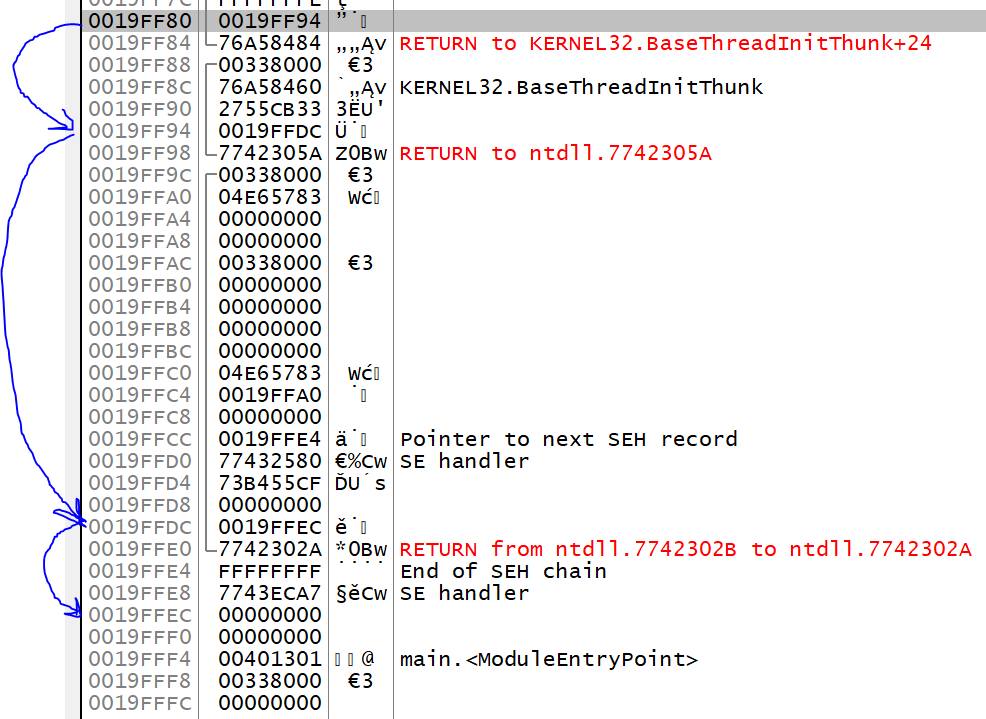 0019FF80 0019FF94 ”˙
0019FF84 76A58484 „„Ąv RETURN to KERNEL32.BaseThreadInitThunk+24
0019FF88 00338000 €3
0019FF8C 76A58460 `„Ąv KERNEL32.BaseThreadInitThunk
0019FF90 2755CB33 3ËU'
0019FF94 0019FFDC Ü˙
0019FF98 7742305A Z0Bw RETURN to ntdll.7742305A
0019FF9C 00338000 €3
0019FFA0 04E65783 Wć
0019FFA4 00000000
0019FFA8 00000000
0019FFAC 00338000 €3
0019FFB0 00000000
0019FFB4 00000000
0019FFB8 00000000
0019FFBC 00000000
0019FFC0 04E65783 Wć
0019FFC4 0019FFA0 ˙
0019FFC8 00000000
0019FFCC 0019FFE4 ä˙ Pointer to next SEH record
0019FFD0 77432580 €%Cw SE handler
0019FFD4 73B455CF ĎU´s
0019FFD8 00000000
0019FFDC 0019FFEC ě˙
0019FFE0 7742302A *0Bw RETURN from ntdll.7742302B to ntdll.7742302A
0019FFE4 FFFFFFFF ˙˙˙˙ End of SEH chain
0019FFE8 7743ECA7 §ěCw SE handler
0019FFEC 00000000
0019FFF0 00000000
0019FFF4 00401301 @ main.<ModuleEntryPoint>
0019FFF8 00338000 €3
0019FFFC 00000000